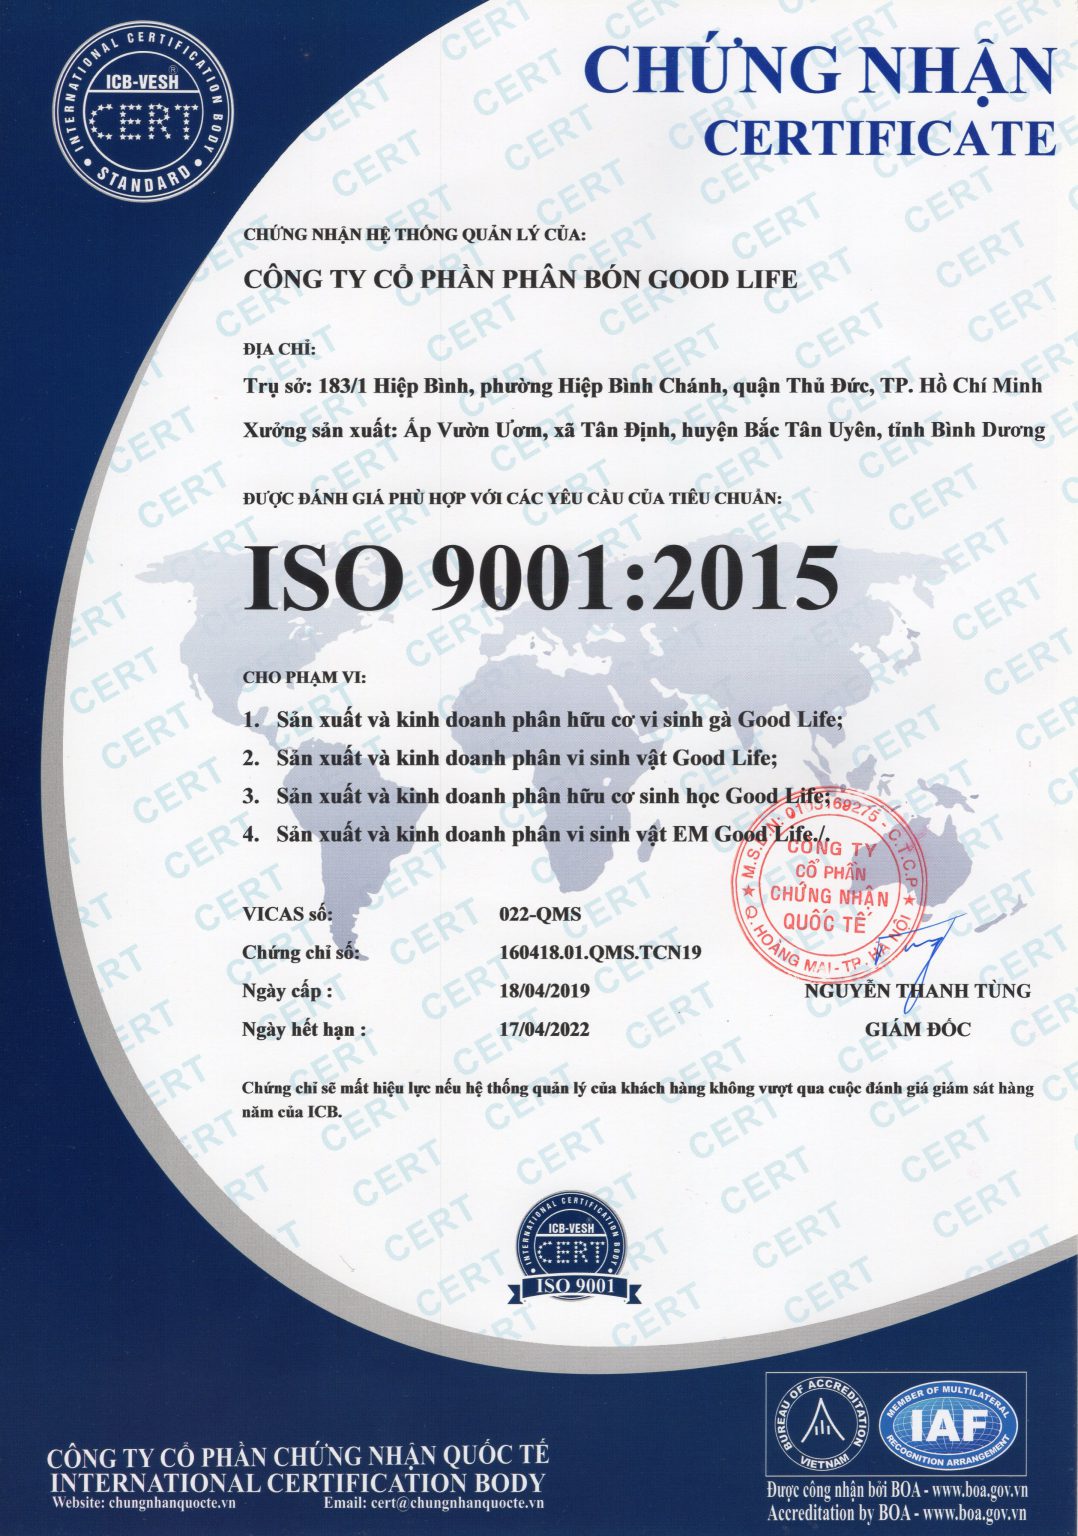 INTERNATIONAL CERTIFICATION BODY
ICB-VESH
®
CERT
STANDARD
CHỨNG NHẬN
CERTIFICATE
CHỨNG NHẬN HỆ THỐNG QUẢN LÝ CỦA:
CÔNG TY CỔ PHẦN PHÂN BÓN GOOD LIFE
ĐỊA CHỈ:
Trụ sở: 183/1 Hiệp Bình, phường Hiệp Bình Chánh, quận Thủ Đức, TP. Hồ Chí Minh
Xưởng sản xuất: Ấp Vườn Ươm, xã Tân Định, huyện Bắc Tân Uyên, tỉnh Bình Dương
ĐƯỢC ĐÁNH GIÁ PHÙ HỢP VỚI CÁC YÊU CẦU CỦA TIÊU CHUẨN:
ISO 9001:2015
CHO PHẠM VI:
1. Sản xuất và kinh doanh phân hữu cơ vi sinh gà Good Life;
2. Sản xuất và kinh doanh phân vi sinh vật Good Life;
3. Sản xuất và kinh doanh phân hữu cơ sinh học Good Life;
4. Sản xuất và kinh doanh phân vi sinh vật EM Good Life./.
CÔNG TY
CỔ PHẦN
CHỨNG NHẬN
QUỐC TẾ
Q. HOÀNG MAI - TP. HÀ NỘI
VICAS số: 022-QMS
Chứng chỉ số: 160418.01.QMS.TCN19
Ngày cấp : 18/04/2019
Ngày hết hạn : 17/04/2022
NGUYỄN THANH TÙNG
GIÁM ĐỐC
Chứng chỉ sẽ mất hiệu lực nếu hệ thống quản lý của khách hàng không vượt qua cuộc đánh giá giám sát hàng
năm của ICB.
INTERNATIONAL CERTIFICATION BODY
ICB-VESH
CERT
ISO 9001
CÔNG TY CỔ PHẦN CHỨNG NHẬN QUỐC TẾ
INTERNATIONAL CERTIFICATION BODY
Website: chungnhanquocte.vn Email: cert@chungnhanquocte.vn
BUREAU OF ACCREDITATION
VIETNAM
MEMBER OF MULTILATERAL
IAF
RECOGNITION ARRANGEMENT
Được công nhận bởi BOA - www.boa.gov.vn
Accreditation by BOA - www.boa.gov.vn